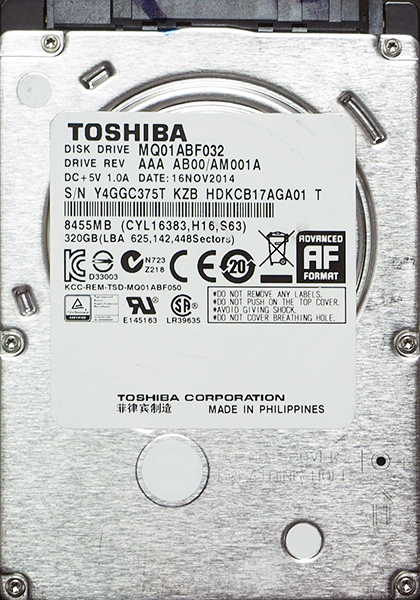 TOSHIBA
DISK DRIVE MQ01ABF032
DRIVE REV AAA AB00/AM001A
DC+5V 1.0A DATE:16NOV2014
S/N Y4GGC375T KZB HDKCB17AGA01 T
8455MB (CYL16383,H16,S63)
320GB(LBA 625,142,448Sectors)
ADVANCED
AF
FORMAT
D33003
N723
Z218
CE
20
KCC-REM-TSD-MQ01ABF050
*DO NOT REMOVE ANY LABELS.
*DO NOT PUSH ON THE TOP COVER.
*AVOID GIVING SHOCK.
*DO NOT COVER BREATHING HOLE.
E145163
LR39635
TOSHIBA CORPORATION
菲律宾制造
MADE IN PHILIPPINES